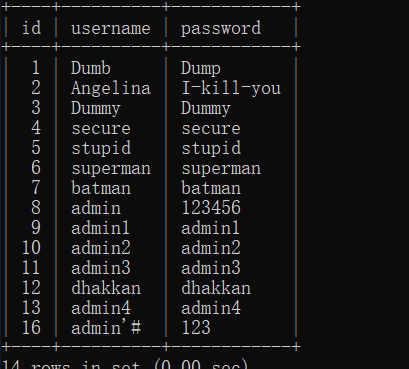 +----+----------+------------+
| id | username | password   |
+----+----------+------------+
|  1 | Dumb     | Dump       |
|  2 | Angelina | I-kill-you |
|  3 | Dummy    | Dummy      |
|  4 | secure   | secure     |
|  5 | stupid   | stupid     |
|  6 | superman | superman   |
|  7 | batman   | batman     |
|  8 | admin    | 123456     |
|  9 | admin1   | admin1     |
| 10 | admin2   | admin2     |
| 11 | admin3   | admin3     |
| 12 | dhakkan  | dhakkan    |
| 13 | admin4   | admin4     |
| 16 | admin'#  | 123        |
+----+----------+------------+
14 rows in set (0.00 sec)